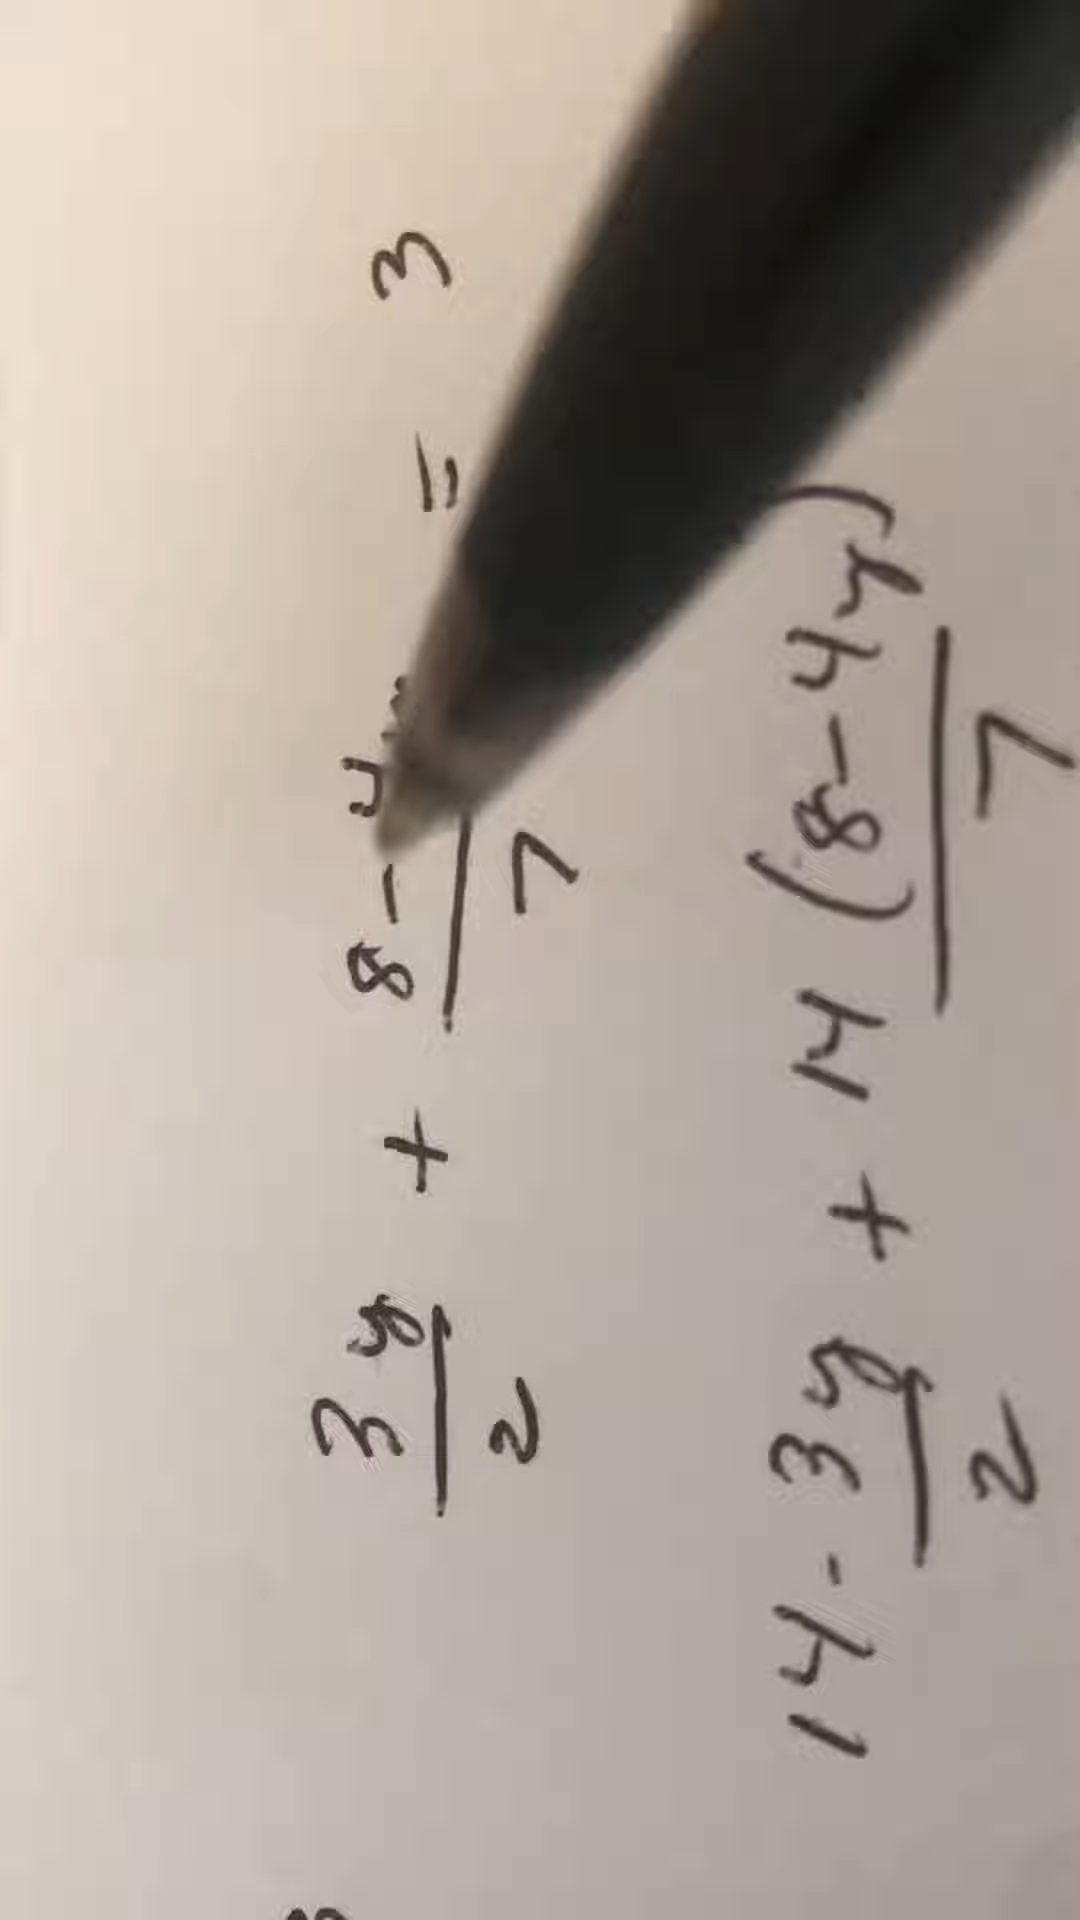 3y/2 + 8-4y/7 = 3
14 · 3y/2 + 14 (8-4y)/7